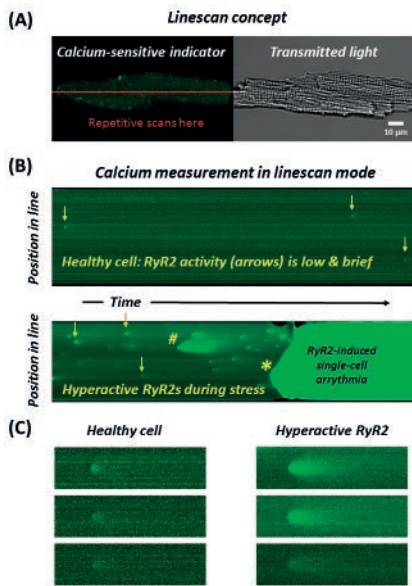 Linescan concept
(A)
Calcium-sensitive indicator
Transmitted light
Repetitive scans here
10 μm
(B)
Calcium measurement in linescan mode
Position in line
Healthy cell: RyR2 activity (arrows) is low & brief
Time
Position in line
#
*
Hyperactive RyR2s during stress
RyR2-induced
single-cell
arrythmia
(C)
Healthy cell
Hyperactive RyR2